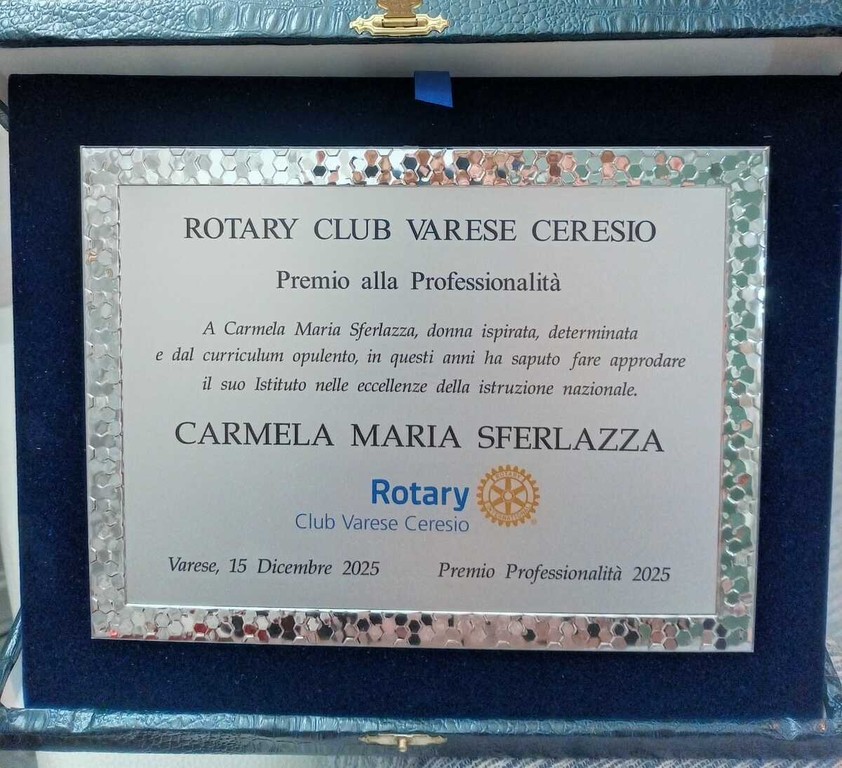 ROTARY CLUB VARESE CERESIO
Premio alla Professionalità
A Carmela Maria Sferlazza, donna ispirata, determinata
e dal curriculum opulento, in questi anni ha saputo fare approdare
il suo Istituto nelle eccellenze della istruzione nazionale.
CARMELA MARIA SFERLAZZA
Rotary
Club Varese Ceresio
ROTARY
INTERNATIONAL
Varese, 15 Dicembre 2025 Premio Professionalità 2025